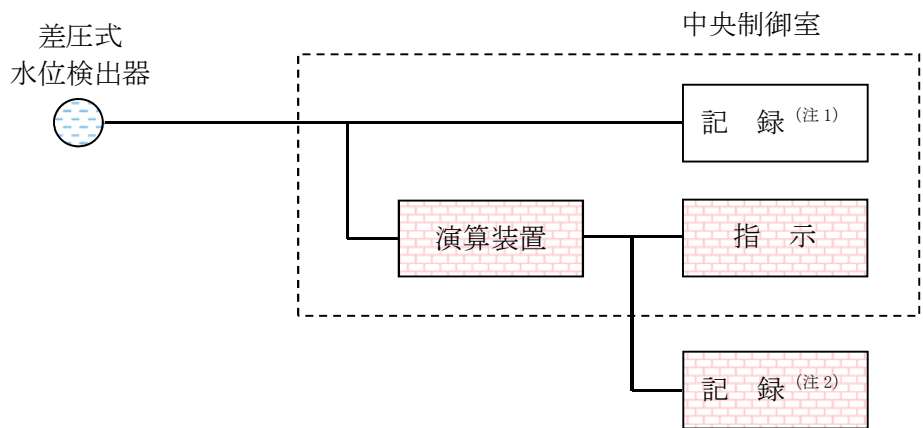 中央制御室
差圧式
水位検出器
記 録 (注1)
演算装置
指 示
記 録 (注2)